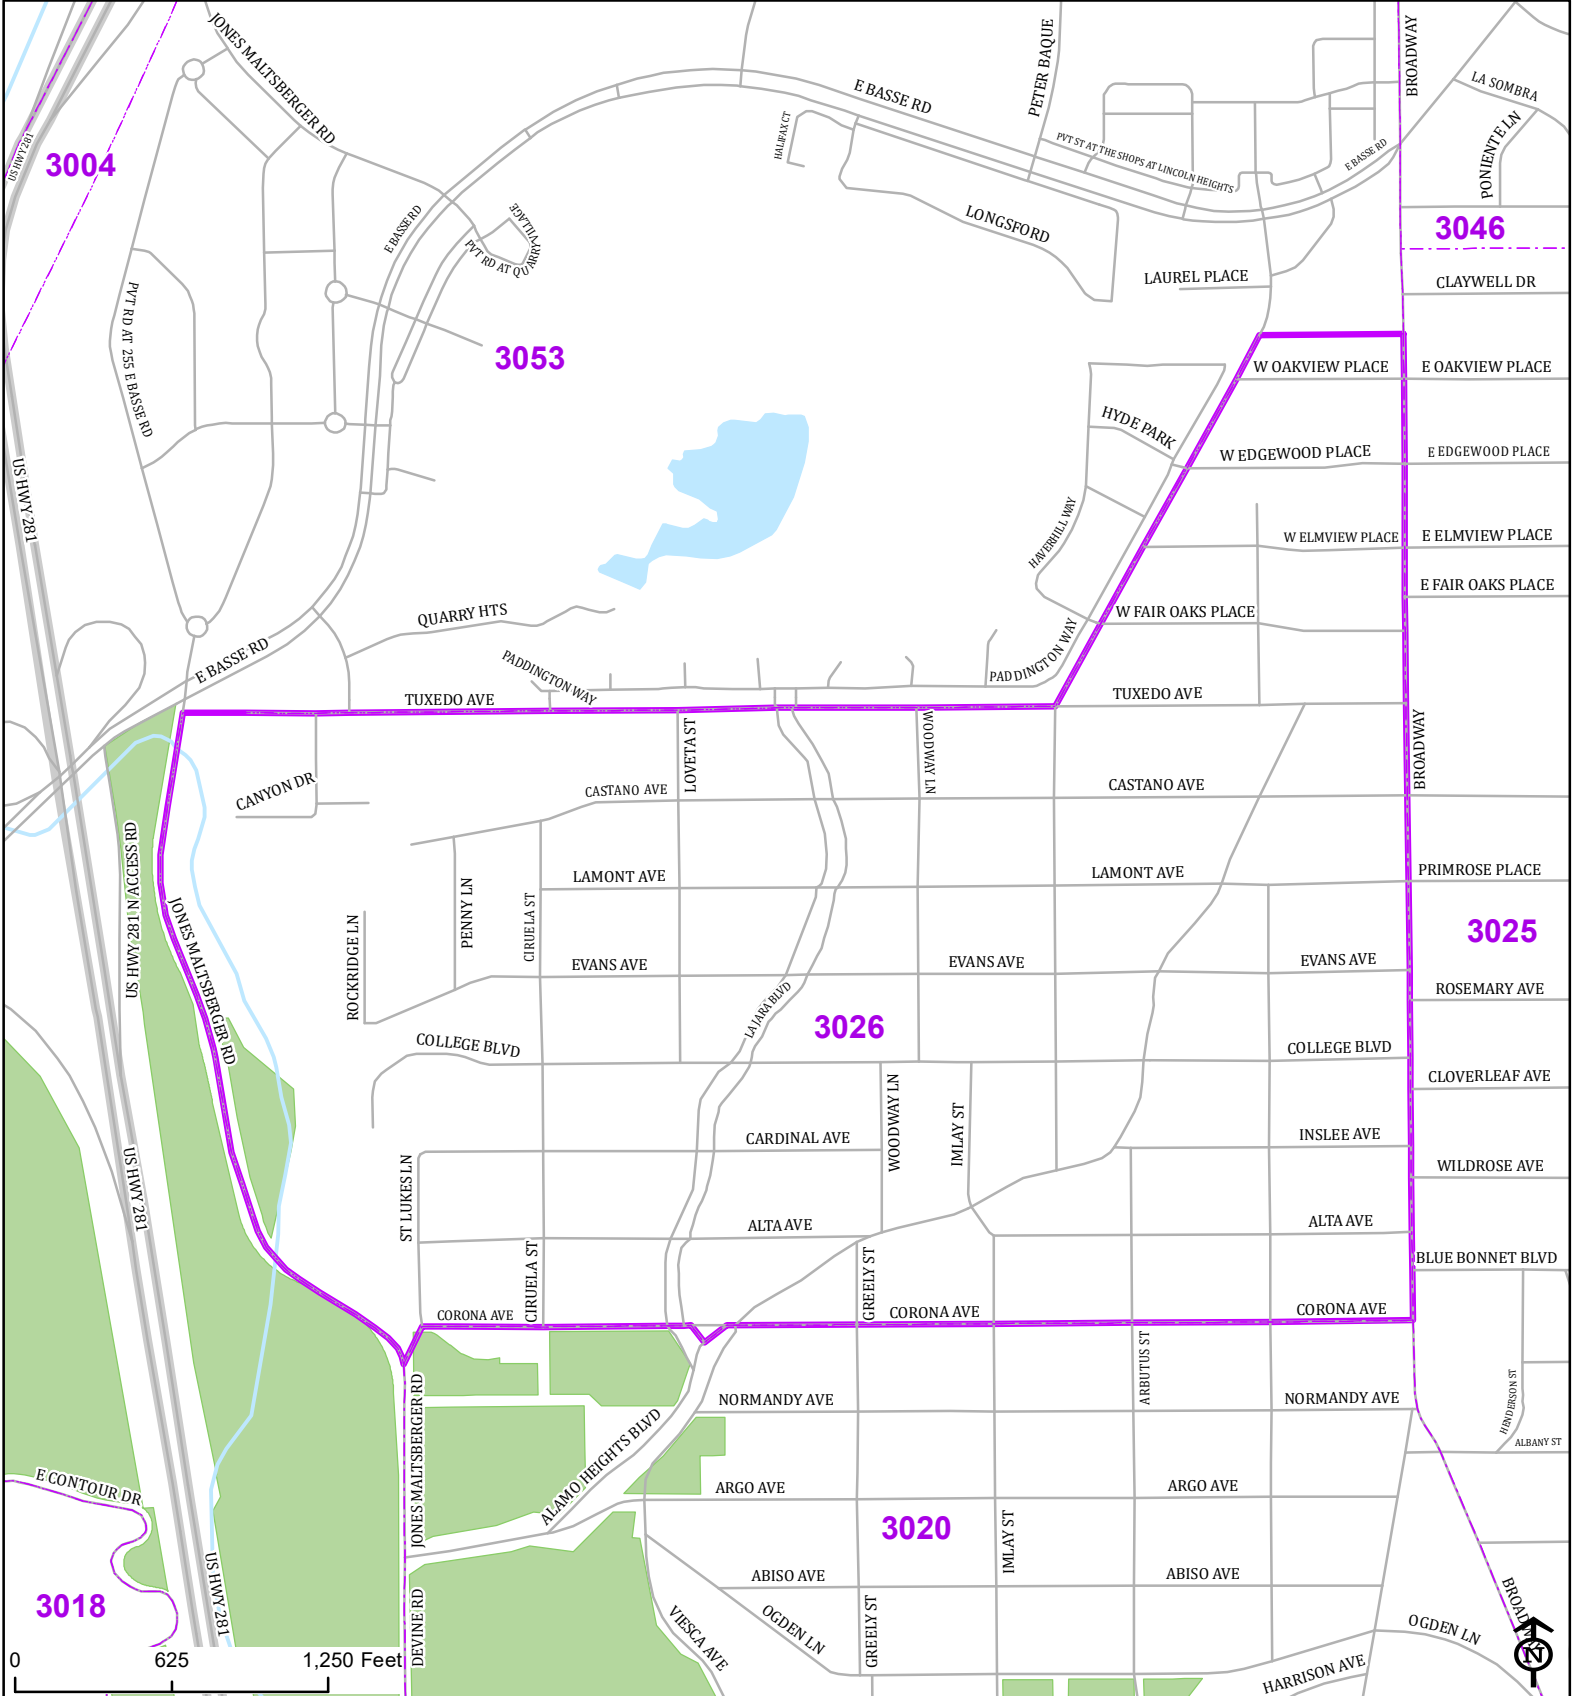 JONES MALTSBERGER RD
PETER BAQUE
BROADWAY
LA SOMBRA
E BASSE RD
HALIFAX CT
PONIENTE LN
US HWY 281
3004
PVT ST AT THE SHOPS AT LINCOLN HEIGHTS
E BASSE RD
E BASSE RD
PVT RD AT QUARRY VILLAGE
LONGSFORD
3046
LAUREL PLACE
CLAYWELL DR
PVT RD AT 255 E BASSE RD
3053
W OAKVIEW PLACE
E OAKVIEW PLACE
HYDE PARK
W EDGEWOOD PLACE
E EDGEWOOD PLACE
US HWY 281
HAVERHILL WAY
W ELMVIEW PLACE
E ELMVIEW PLACE
E FAIR OAKS PLACE
QUARRY HTS
W FAIR OAKS PLACE
E BASSE RD
PADDINGTON WAY
PADDINGTON WAY
TUXEDO AVE
TUXEDO AVE
LOVETA ST
WOODWAY LN
BROADWAY
CANYON DR
CASTANO AVE
CASTANO AVE
US HWY 281 N ACCESS RD
LAMONT AVE
LAMONT AVE
PRIMROSE PLACE
JONES MALTSBERGER RD
ROCKRIDGE LN
PENNY LN
CIRUELA ST
3025
EVANS AVE
EVANS AVE
EVANS AVE
LA JARA BLVD
ROSEMARY AVE
3026
COLLEGE BLVD
COLLEGE BLVD
CLOVERLEAF AVE
WOODWAY LN
IMLAY ST
CARDINAL AVE
INSLEE AVE
US HWY 281
ST LUKES LN
WILDROSE AVE
ALTA AVE
ALTA AVE
CIRUELA ST
GREELY ST
BLUE BONNET BLVD
CORONA AVE
CORONA AVE
CORONA AVE
ARBUTUS ST
JONES MALTSBERGER RD
NORMANDY AVE
NORMANDY AVE
HENDERSON ST
ALBANY ST
ALAMO HEIGHTS BLVD
E CONTOUR DR
ARGO AVE
ARGO AVE
3020
IMLAY ST
US HWY 281
ABISO AVE
ABISO AVE
3018
DEVINE RD
VIESCA AVE
OGDEN LN
GREELY ST
BROADWAY
OGDEN LN
HARRISON AVE
0 625 1,250 Feet
N